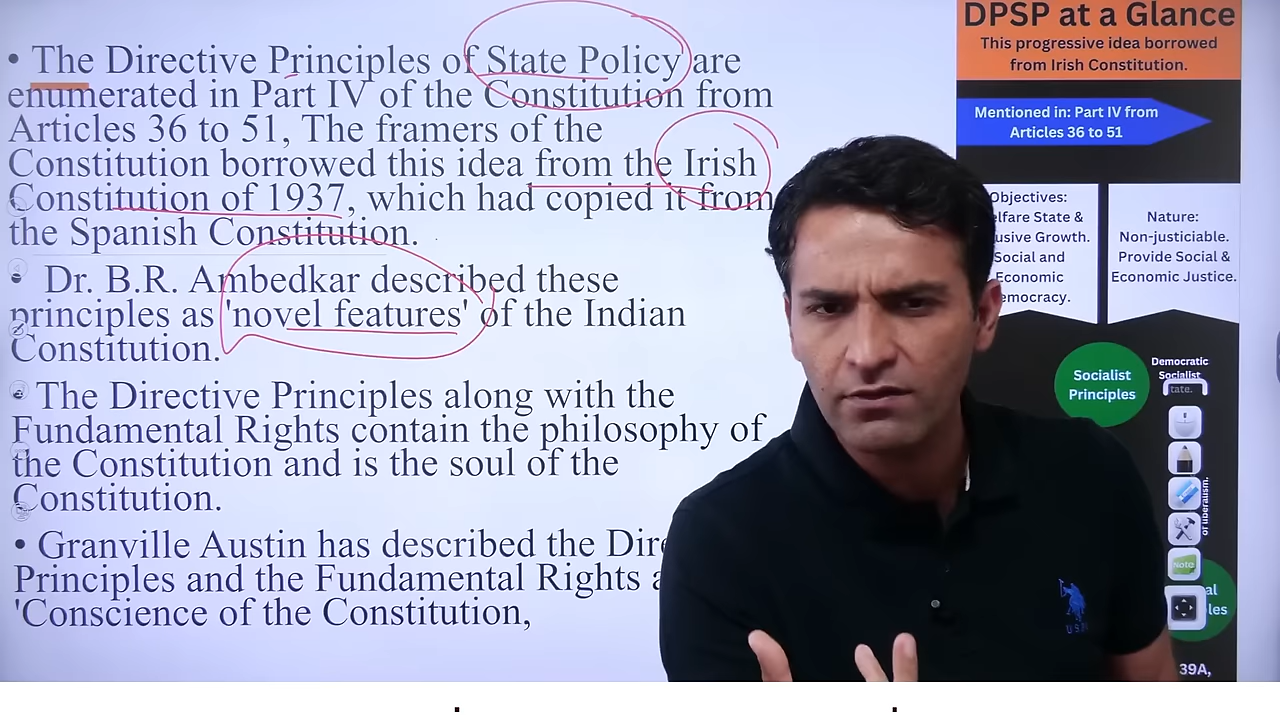 • The Directive Principles of State Policy are
enumerated in Part IV of the Constitution from
Articles 36 to 51, The framers of the
Constitution borrowed this idea from the Irish
Constitution of 1937, which had copied it from
the Spanish Constitution.
• Dr. B.R. Ambedkar described these
principles as 'novel features' of the Indian
Constitution.
• The Directive Principles along with the
Fundamental Rights contain the philosophy of
the Constitution and is the soul of the
Constitution.
• Granville Austin has described the
Principles and the Fundamental Rights
'Conscience of the Constitution,
DPSP at a Glance
This progressive idea borrowed
from Irish Constitution.
Mentioned in: Part IV from
Articles 36 to 51
Objectives:
State &
Growth.
Social and
Economic
Nature:
Non-justiciable.
Provide Social &
Economic Justice.
Socialist
Principles
Democratic
Socialist
tate.
or liberalism.
Note
39A,